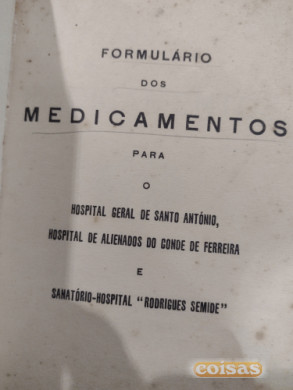 FORMULÁRIO
DOS
MEDICAMENTOS
PARA
O
HOSPITAL GERAL DE SANTO ANTÓNIO,
HOSPITAL DE ALIENADOS DO CONDE DE FERREIRA
E
SANATÓRIO-HOSPITAL "RODRIGUES SEMIDE"
coisas